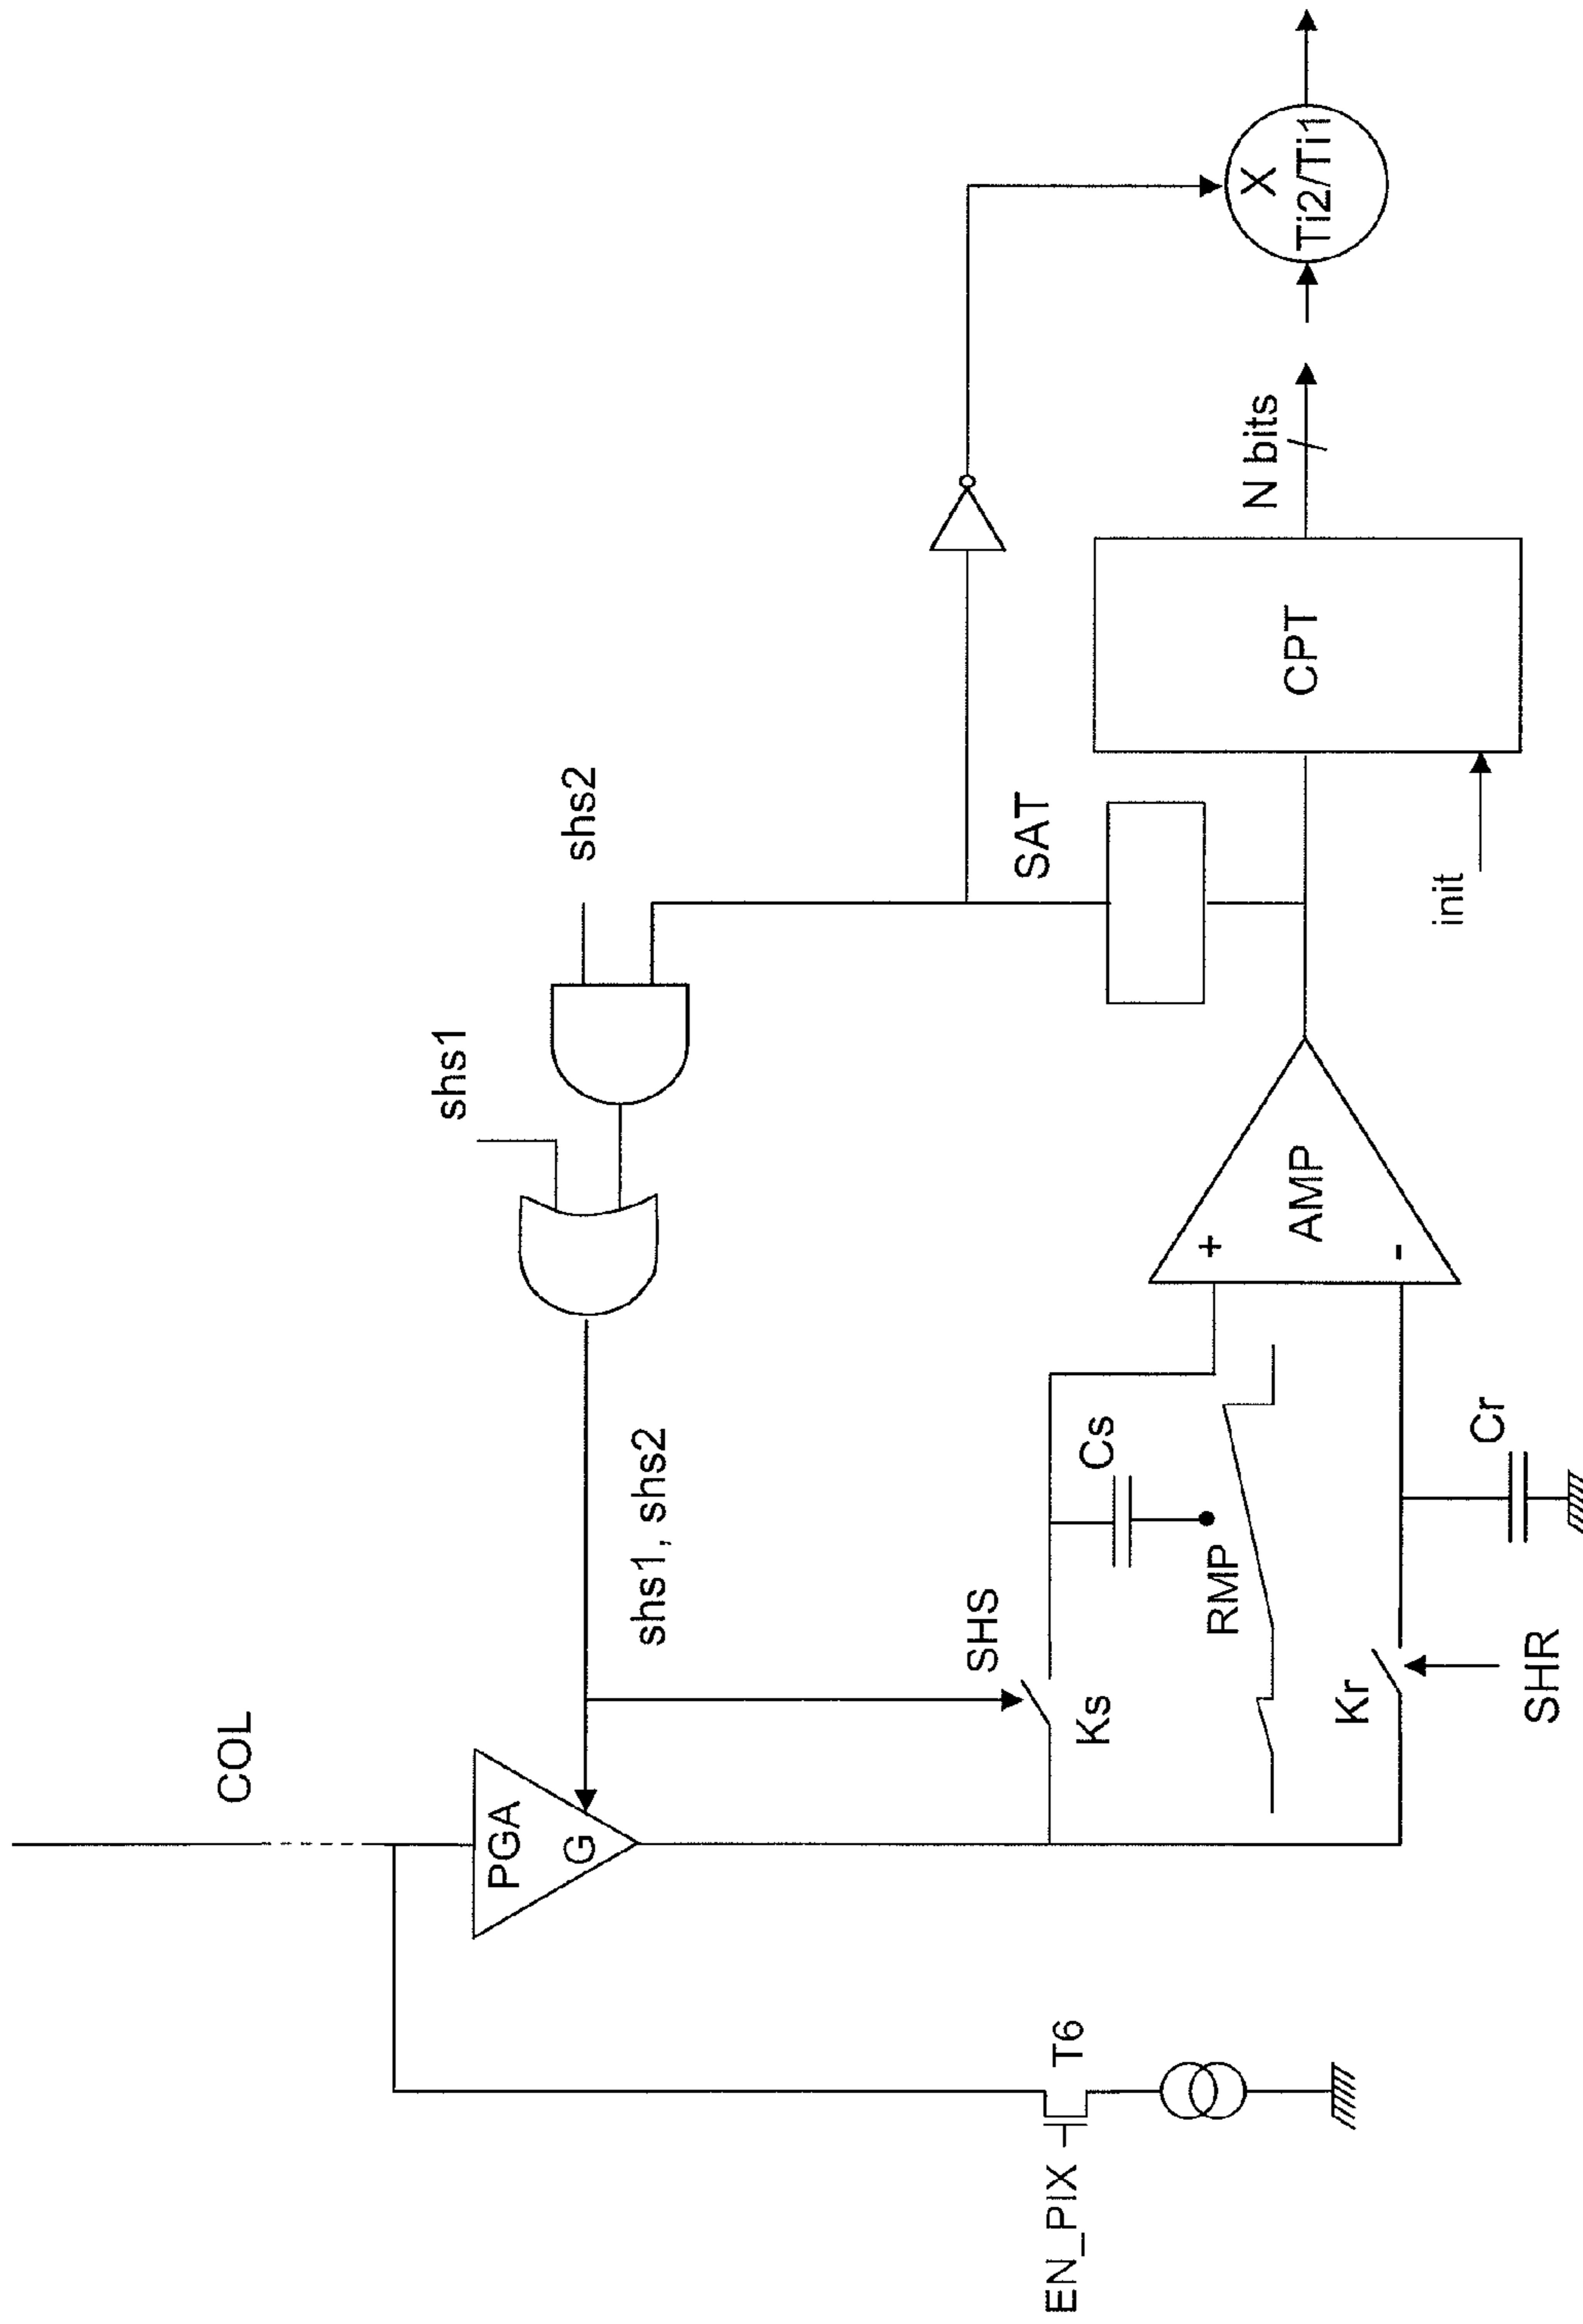 COL
PGA
G
EN_PIX
T6
shs1, shs2
shs1
shs2
SHS
Ks
Cs
RMP
Kr
SHR
Cr
+
AMP
-
SAT
init
CPT
N bits
X
Ti2/Ti1